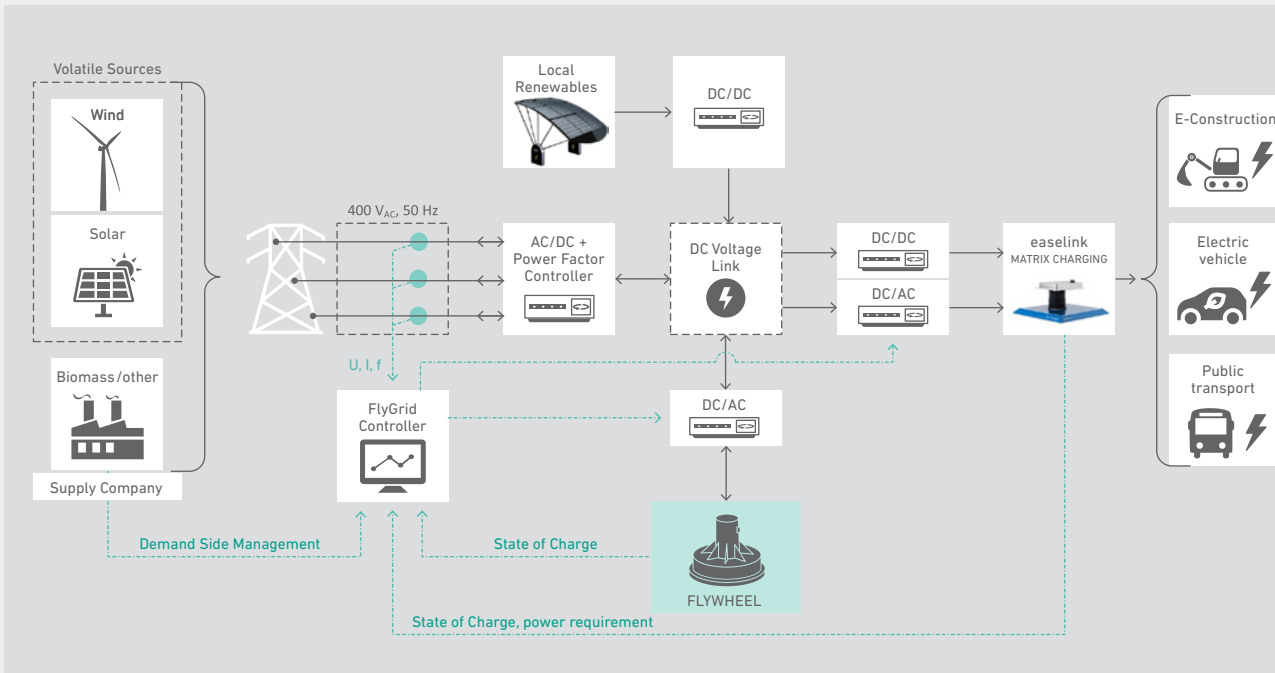 Volatile Sources
Wind
Solar
Biomass/other
Supply Company
400 VAC, 50 Hz
U, I, f
FlyGrid
Controller
Local
Renewables
DC/DC
AC/DC +
Power Factor
Controller
DC Voltage
Link
DC/DC
DC/AC
easelink
MATRIX CHARGING
E-Construction
Electric
vehicle
Public
transport
DC/AC
FLYWHEEL
Demand Side Management
State of Charge
State of Charge, power requirement